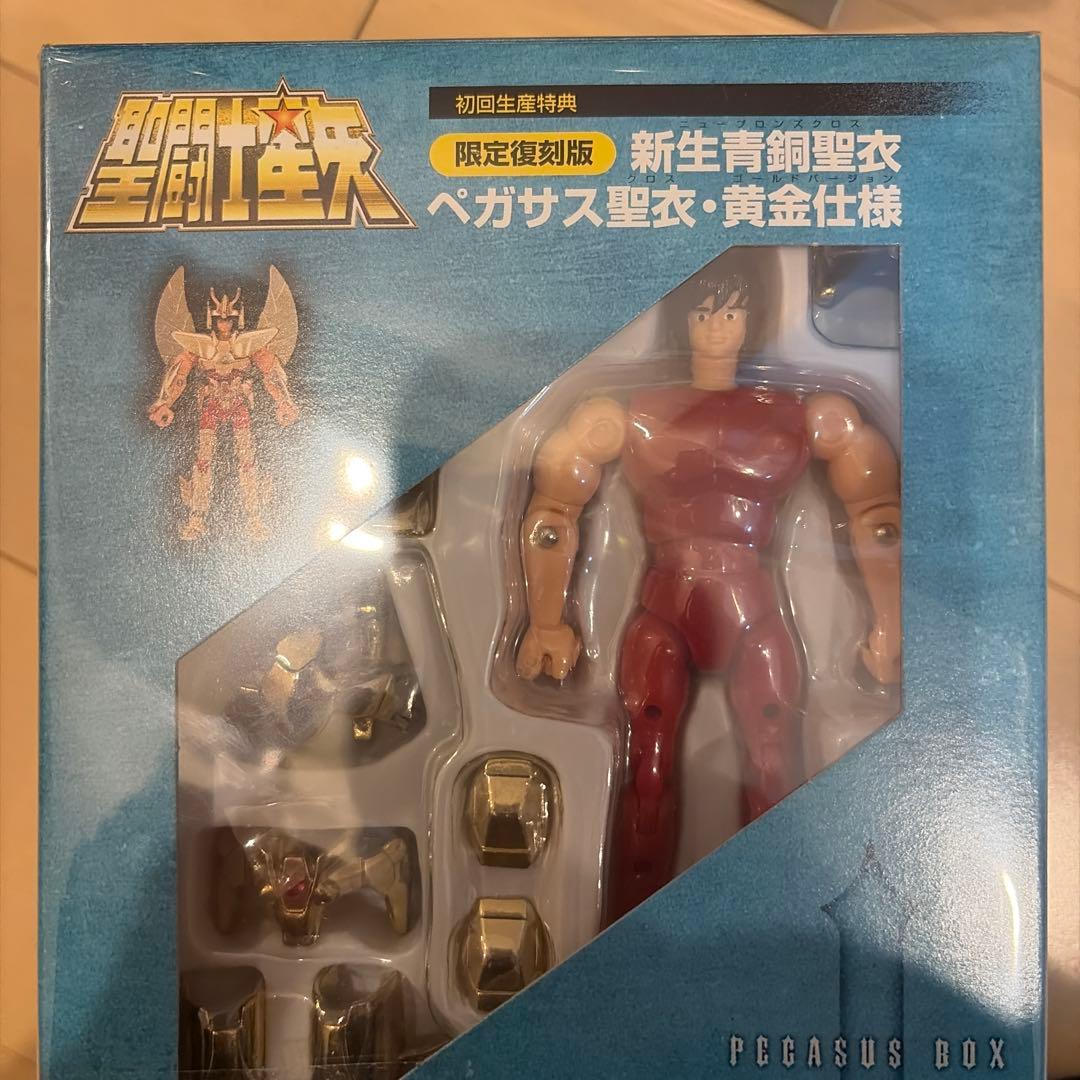 聖闘士星矢
初回生産特典
ニューブロンズクロス
限定復刻版 新生青銅聖衣
クロス ゴールドバージョン
ペガサス聖衣・黄金仕様
PEGASUS BOX